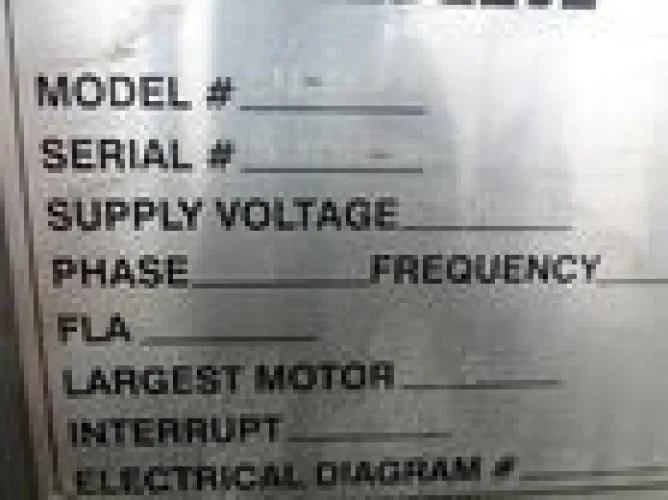 MODEL #
SERIAL #
SUPPLY VOLTAGE
PHASE FREQUENCY
FLA
LARGEST MOTOR
INTERRUPT
ELECTRICAL DIAGRAM #